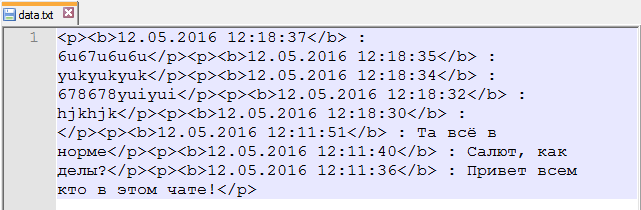 data.txt
1 <p><b>12.05.2016 12:18:37</b> :
6u67u6u6u</p><p><b>12.05.2016 12:18:35</b> :
yukyukyuk</p><p><b>12.05.2016 12:18:34</b> :
678678yuiyui</p><p><b>12.05.2016 12:18:32</b> :
hjkhjk</p><p><b>12.05.2016 12:18:30</b> :
</p><p><b>12.05.2016 12:11:51</b> : Та всё в
норме</p><p><b>12.05.2016 12:11:40</b> : Салют, как
делы?</p><p><b>12.05.2016 12:11:36</b> : Привет всем
кто в этом чате!</p>